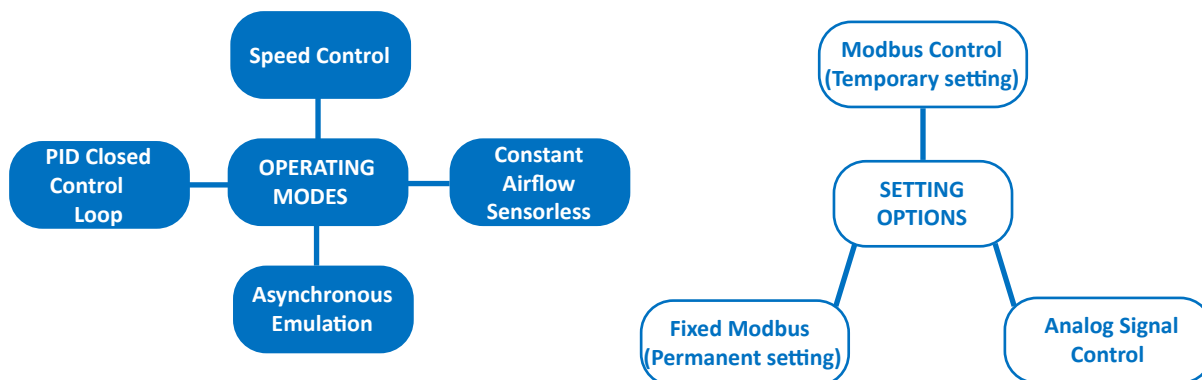 Speed Control
PID Closed
Control
Loop
OPERATING
MODES
Constant
Airflow
Sensorless
Asynchronous
Emulation
Modbus Control
(Temporary setting)
SETTING
OPTIONS
Fixed Modbus
(Permanent setting)
Analog Signal
Control